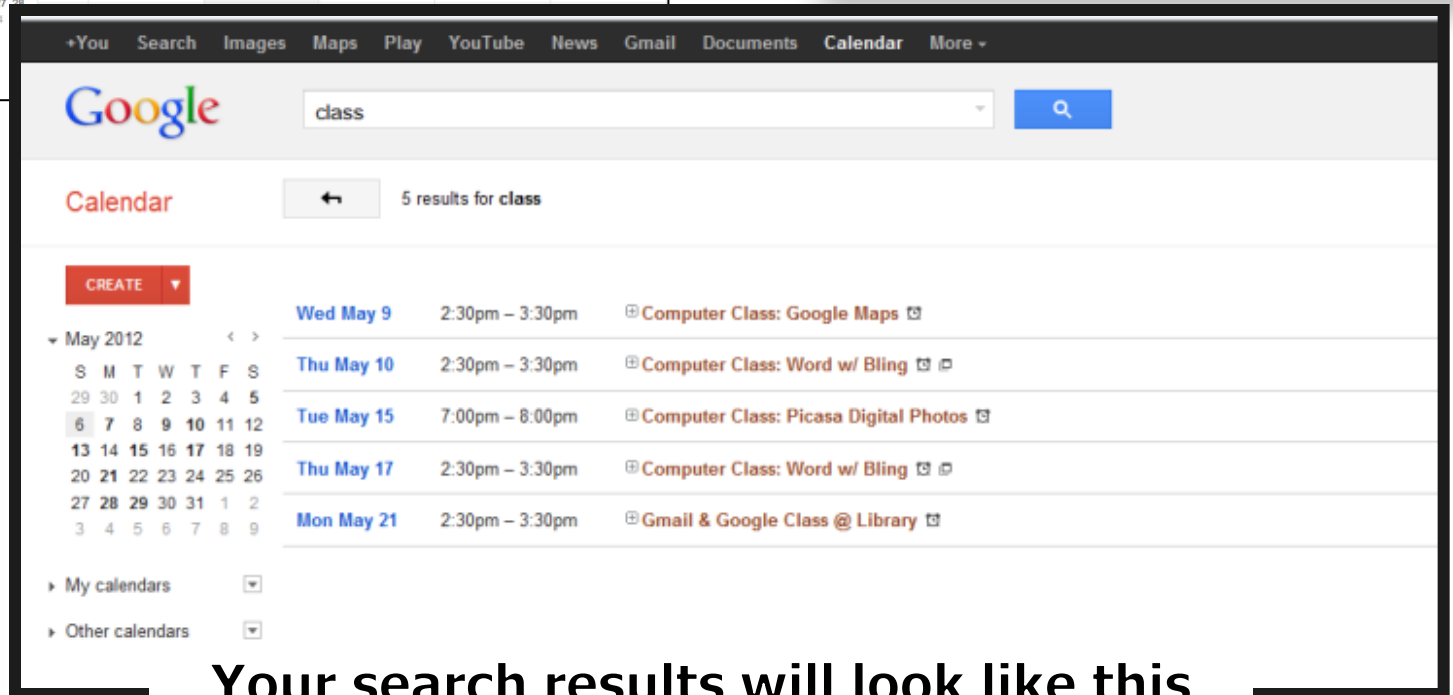 +You Search Images Maps Play YouTube News Gmail Documents Calendar More
Google class
Calendar 5 results for class
CREATE
May 2012 < >
S M T W T F S
29 30 1 2 3 4 5
6 7 8 9 10 11 12
13 14 15 16 17 18 19
20 21 22 23 24 25 26
27 28 29 30 31 1 2
3 4 5 6 7 8 9
My calendars
Other calendars
Wed May 9 2:30pm – 3:30pm Computer Class: Google Maps
Thu May 10 2:30pm – 3:30pm Computer Class: Word w/ Bling
Tue May 15 7:00pm – 8:00pm Computer Class: Picasa Digital Photos
Thu May 17 2:30pm – 3:30pm Computer Class: Word w/ Bling
Mon May 21 2:30pm – 3:30pm Gmail & Google Class @ Library
Your search results will look like this